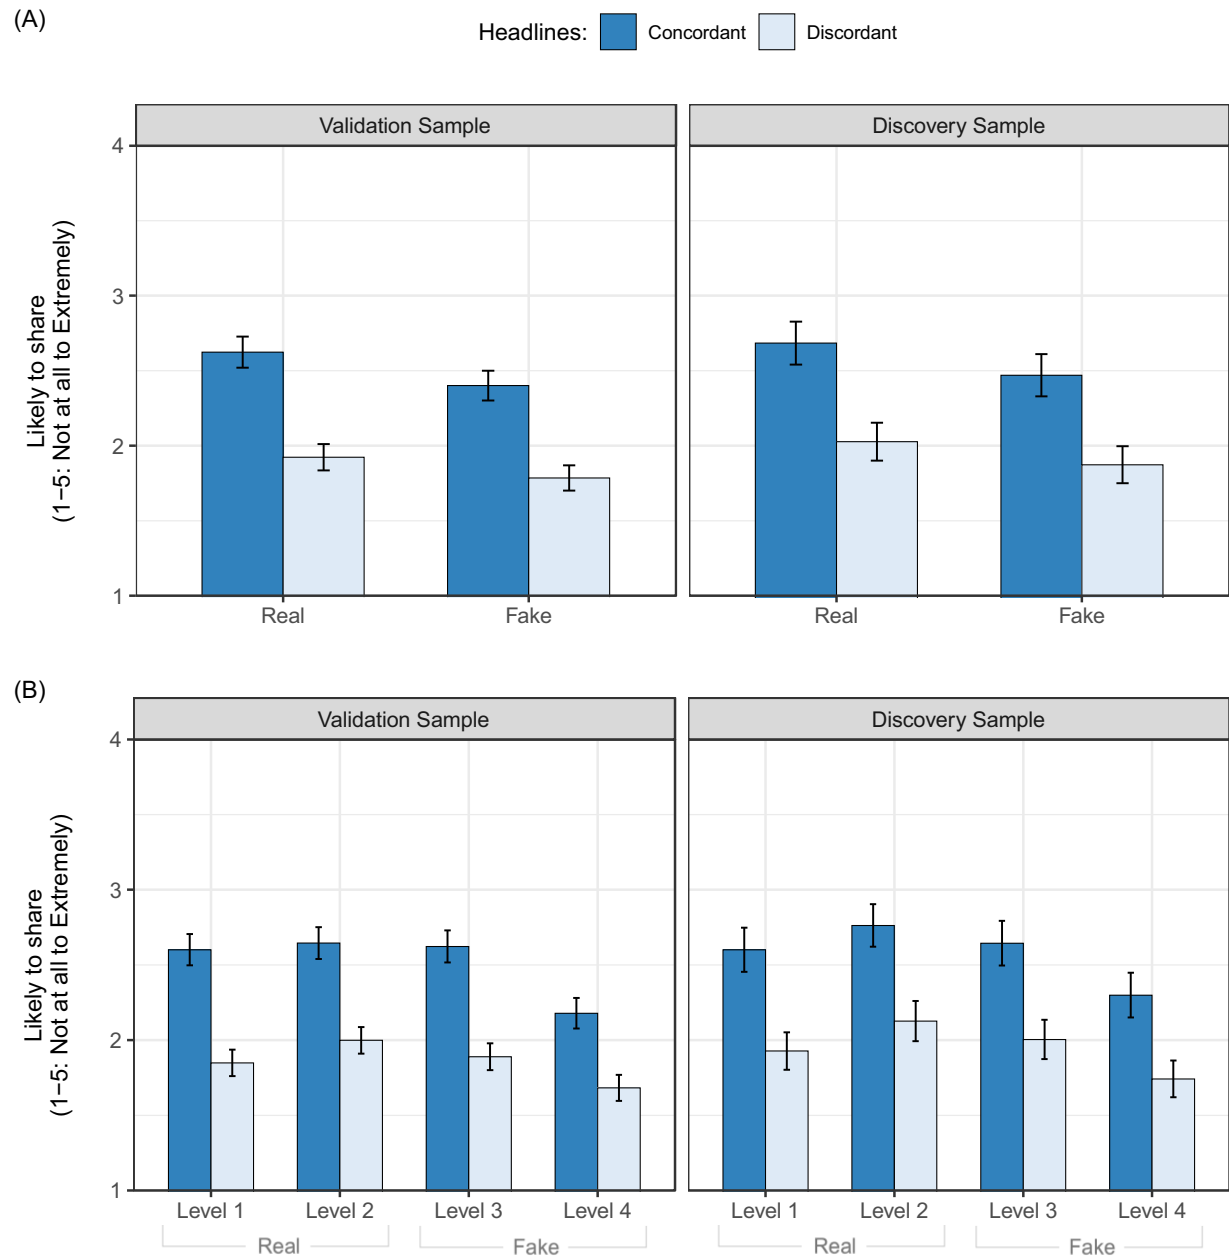 (A)
Headlines: Concordant Discordant
Validation Sample Discovery Sample
Likely to share
(1−5: Not at all to Extremely)
4
3
2
1
Real Fake Real Fake
(B)
Validation Sample Discovery Sample
Likely to share
(1−5: Not at all to Extremely)
4
3
2
1
Level 1 Level 2 Level 3 Level 4 Level 1 Level 2 Level 3 Level 4
Real Fake Real Fake